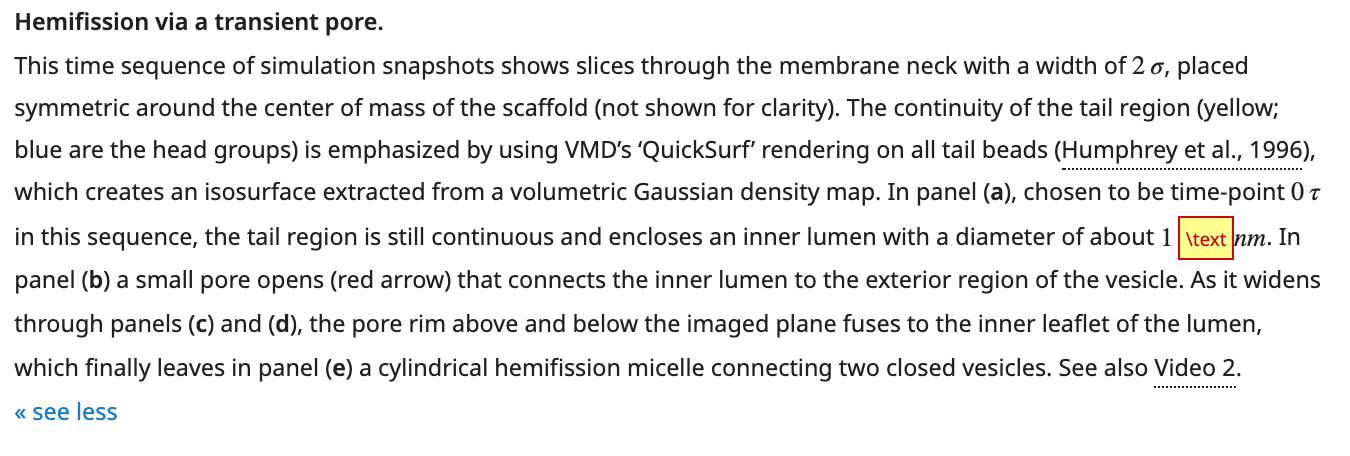 Hemifission via a transient pore.
This time sequence of simulation snapshots shows slices through the membrane neck with a width of 2 σ, placed
symmetric around the center of mass of the scaffold (not shown for clarity). The continuity of the tail region (yellow;
blue are the head groups) is emphasized by using VMD’s ‘QuickSurf’ rendering on all tail beads (Humphrey et al., 1996),
which creates an isosurface extracted from a volumetric Gaussian density map. In panel (a), chosen to be time-point 0 τ
in this sequence, the tail region is still continuous and encloses an inner lumen with a diameter of about 1 \text nm. In
panel (b) a small pore opens (red arrow) that connects the inner lumen to the exterior region of the vesicle. As it widens
through panels (c) and (d), the pore rim above and below the imaged plane fuses to the inner leaflet of the lumen,
which finally leaves in panel (e) a cylindrical hemifission micelle connecting two closed vesicles. See also Video 2.
« see less